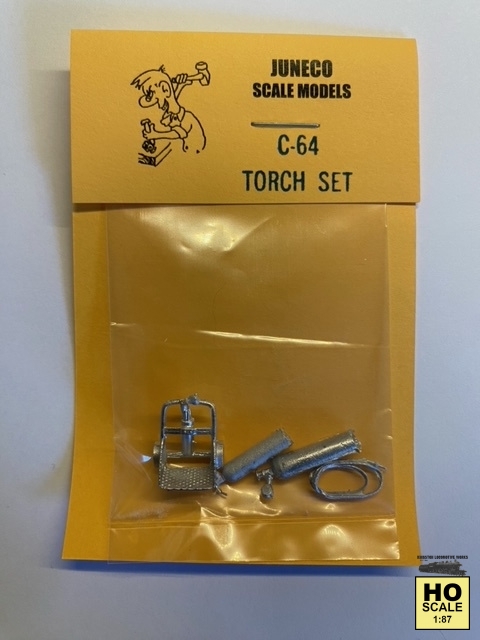 JUNECO
SCALE MODELS
C-64
TORCH SET
HO
SCALE
1:87